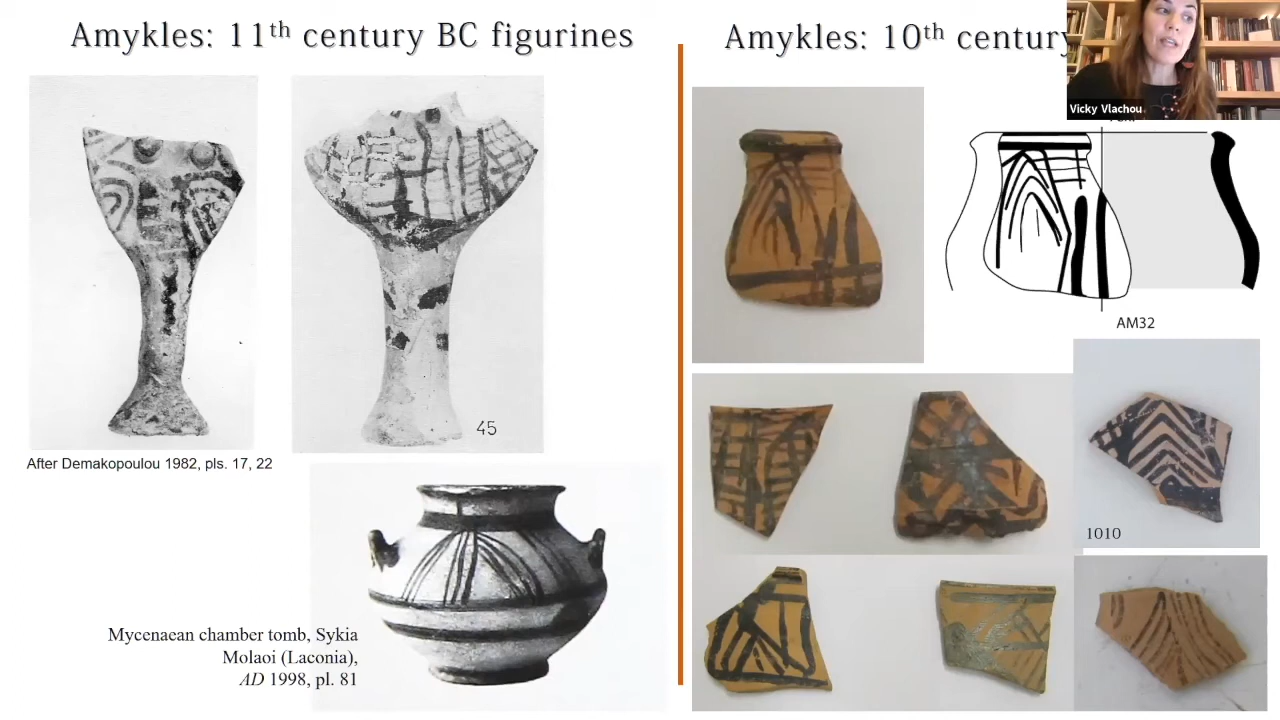 Amykles: 11th century BC figurines
45
After Demakopoulou 1982, pls. 17, 22
Mycenaean chamber tomb, Sykia
Molaoi (Laconia),
AD 1998, pl. 81
Amykles: 10th century
Vicky Vlachou
AM32
1010